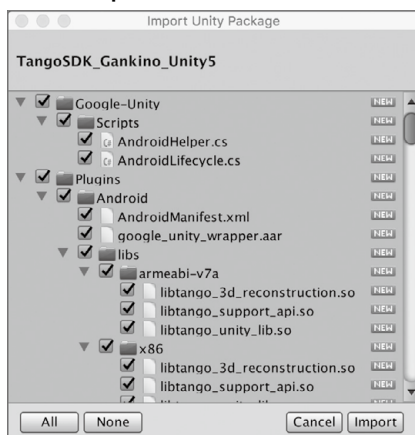 Import Unity Package
TangoSDK_Gankino_Unity5
Google-Unity NEW
Scripts NEW
AndroidHelper.cs NEW
AndroidLifecycle.cs NEW
Plugins NEW
Android NEW
AndroidManifest.xml NEW
google_unity_wrapper.aar NEW
libs NEW
armeabi-v7a NEW
libtango_3d_reconstruction.so NEW
libtango_support_api.so NEW
libtango_unity_lib.so NEW
x86 NEW
libtango_3d_reconstruction.so NEW
libtango_support_api.so NEW
All None Cancel Import